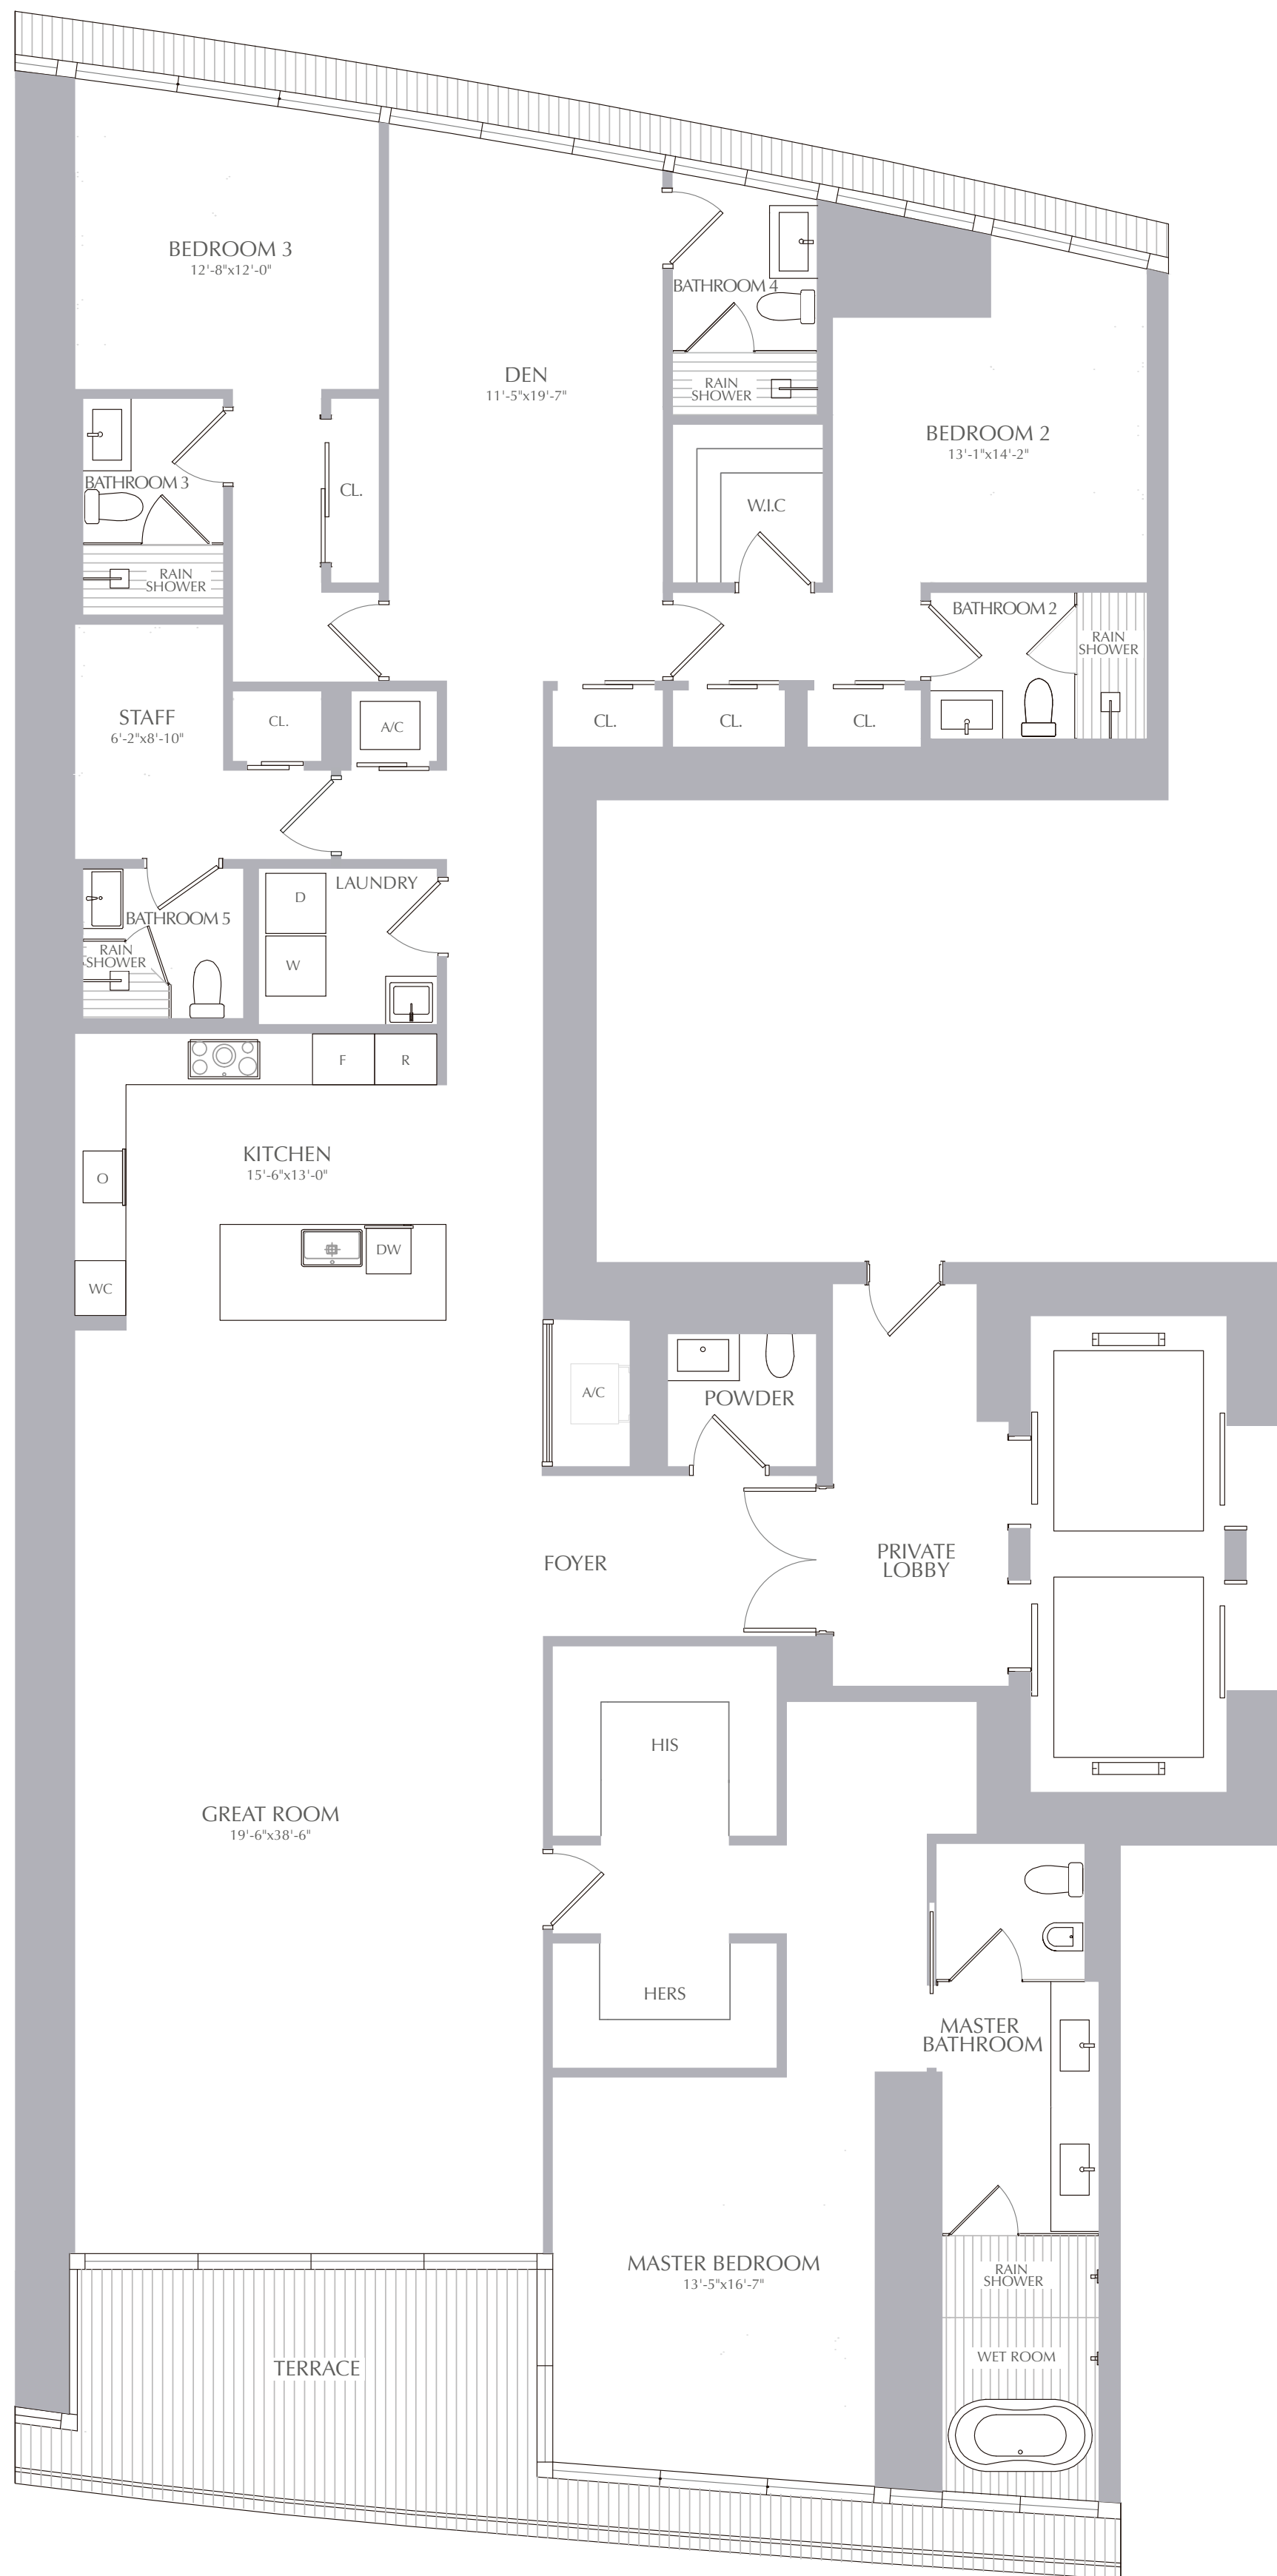 BEDROOM 3
12'-8"x12'-0"
BATHROOM 4
RAIN
SHOWER
DEN
11'-5"x19'-7"
BEDROOM 2
13'-1"x14'-2"
BATHROOM 3
RAIN
SHOWER
CL.
W.I.C
BATHROOM 2
RAIN
SHOWER
STAFF
6'-2"x8'-10"
CL.
A/C
CL.
CL.
CL.
BATHROOM 5
RAIN
SHOWER
LAUNDRY
D
W
F
R
KITCHEN
15'-6"x13'-0"
O
DW
WC
A/C
POWDER
FOYER
PRIVATE
LOBBY
HIS
GREAT ROOM
19'-6"x38'-6"
HERS
MASTER
BATHROOM
MASTER BEDROOM
13'-5"x16'-7"
RAIN
SHOWER
WET ROOM
TERRACE